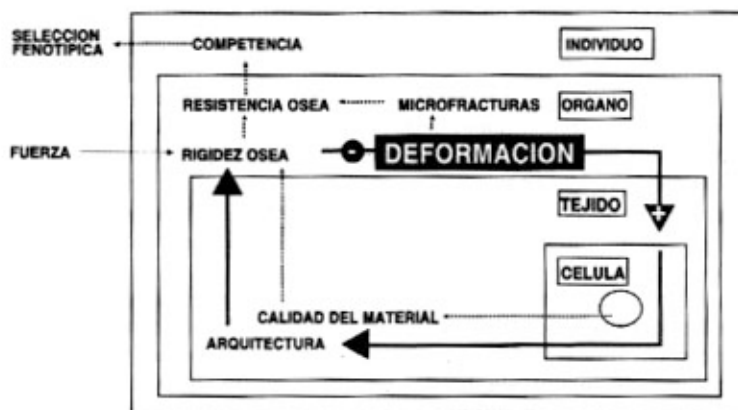 SELECCION
FENOTIPICA
COMPETENCIA
INDIVIDUO
RESISTENCIA OSEA
MICROFRACTURAS
ORGANO
FUERZA
RIGIDEZ OSEA
-
DEFORMACION
TEJIDO
+
CELULA
CALIDAD DEL MATERIAL
ARQUITECTURA